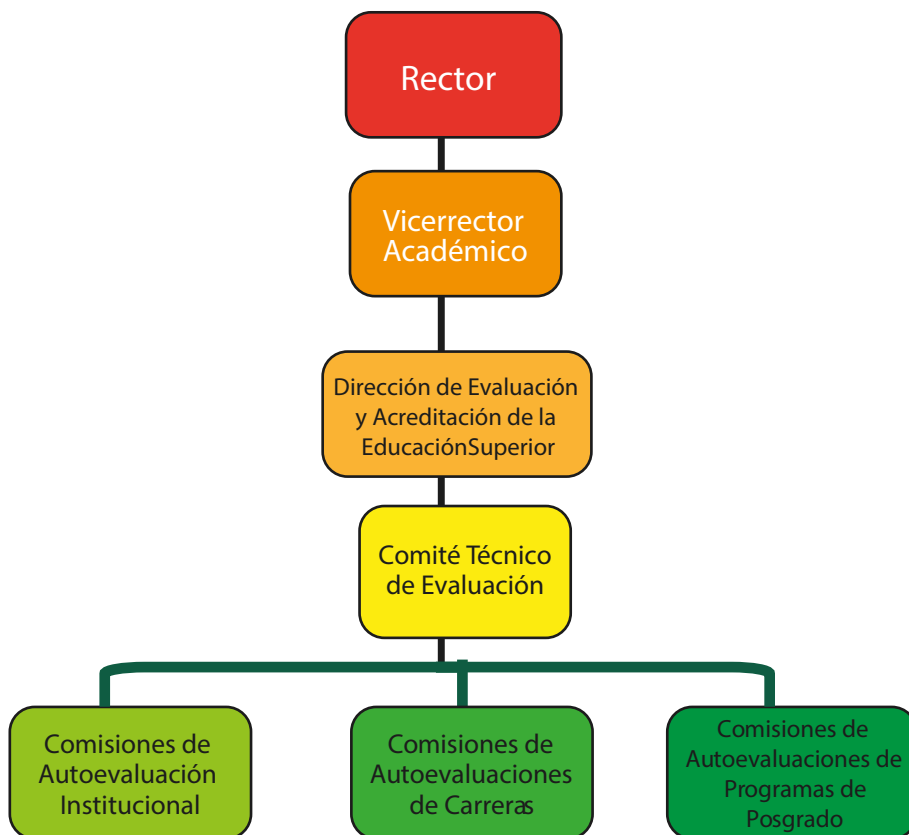 Rector
Vicerrector
Académico
Dirección de Evaluación
y Acreditación de la
EducaciónSuperior
Comité Técnico
de Evaluación
Comisiones de
Autoevaluación
Institucional
Comisiones de
Autoevaluaciones
de Carreras
Comisiones de
Autoevaluaciones de
Programas de
Posgrado